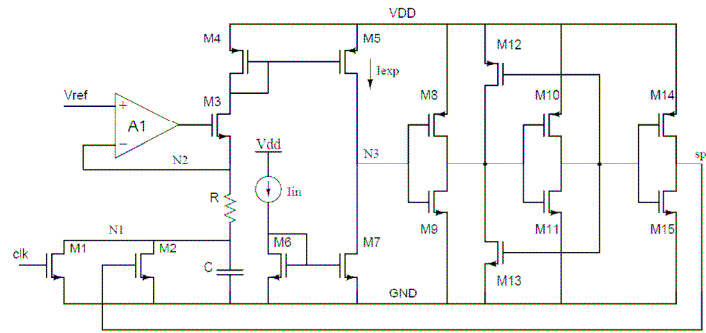 VDD
M4
M5
M12
Iexp
Vref
+
A1
−
M3
M8
M10
M14
N2
Vdd
N3
sp
R
Iin
N1
clk
M1
M2
C
M6
M7
M9
M11
M15
M13
GND